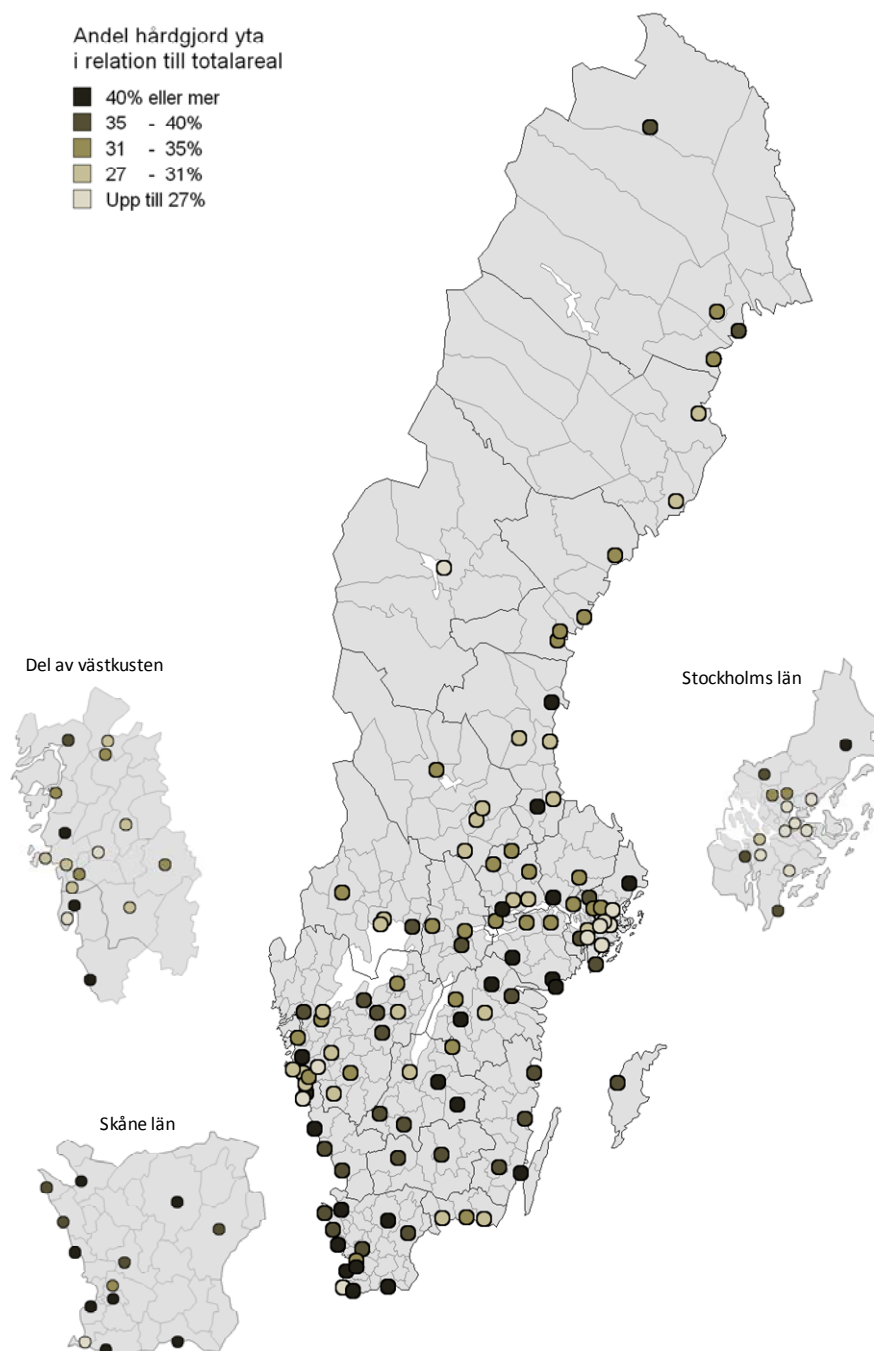 Andel hårdgjord yta
i relation till totalareal
40% eller mer
35 - 40%
31 - 35%
27 - 31%
Upp till 27%
Del av västkusten
Stockholms län
Skåne län